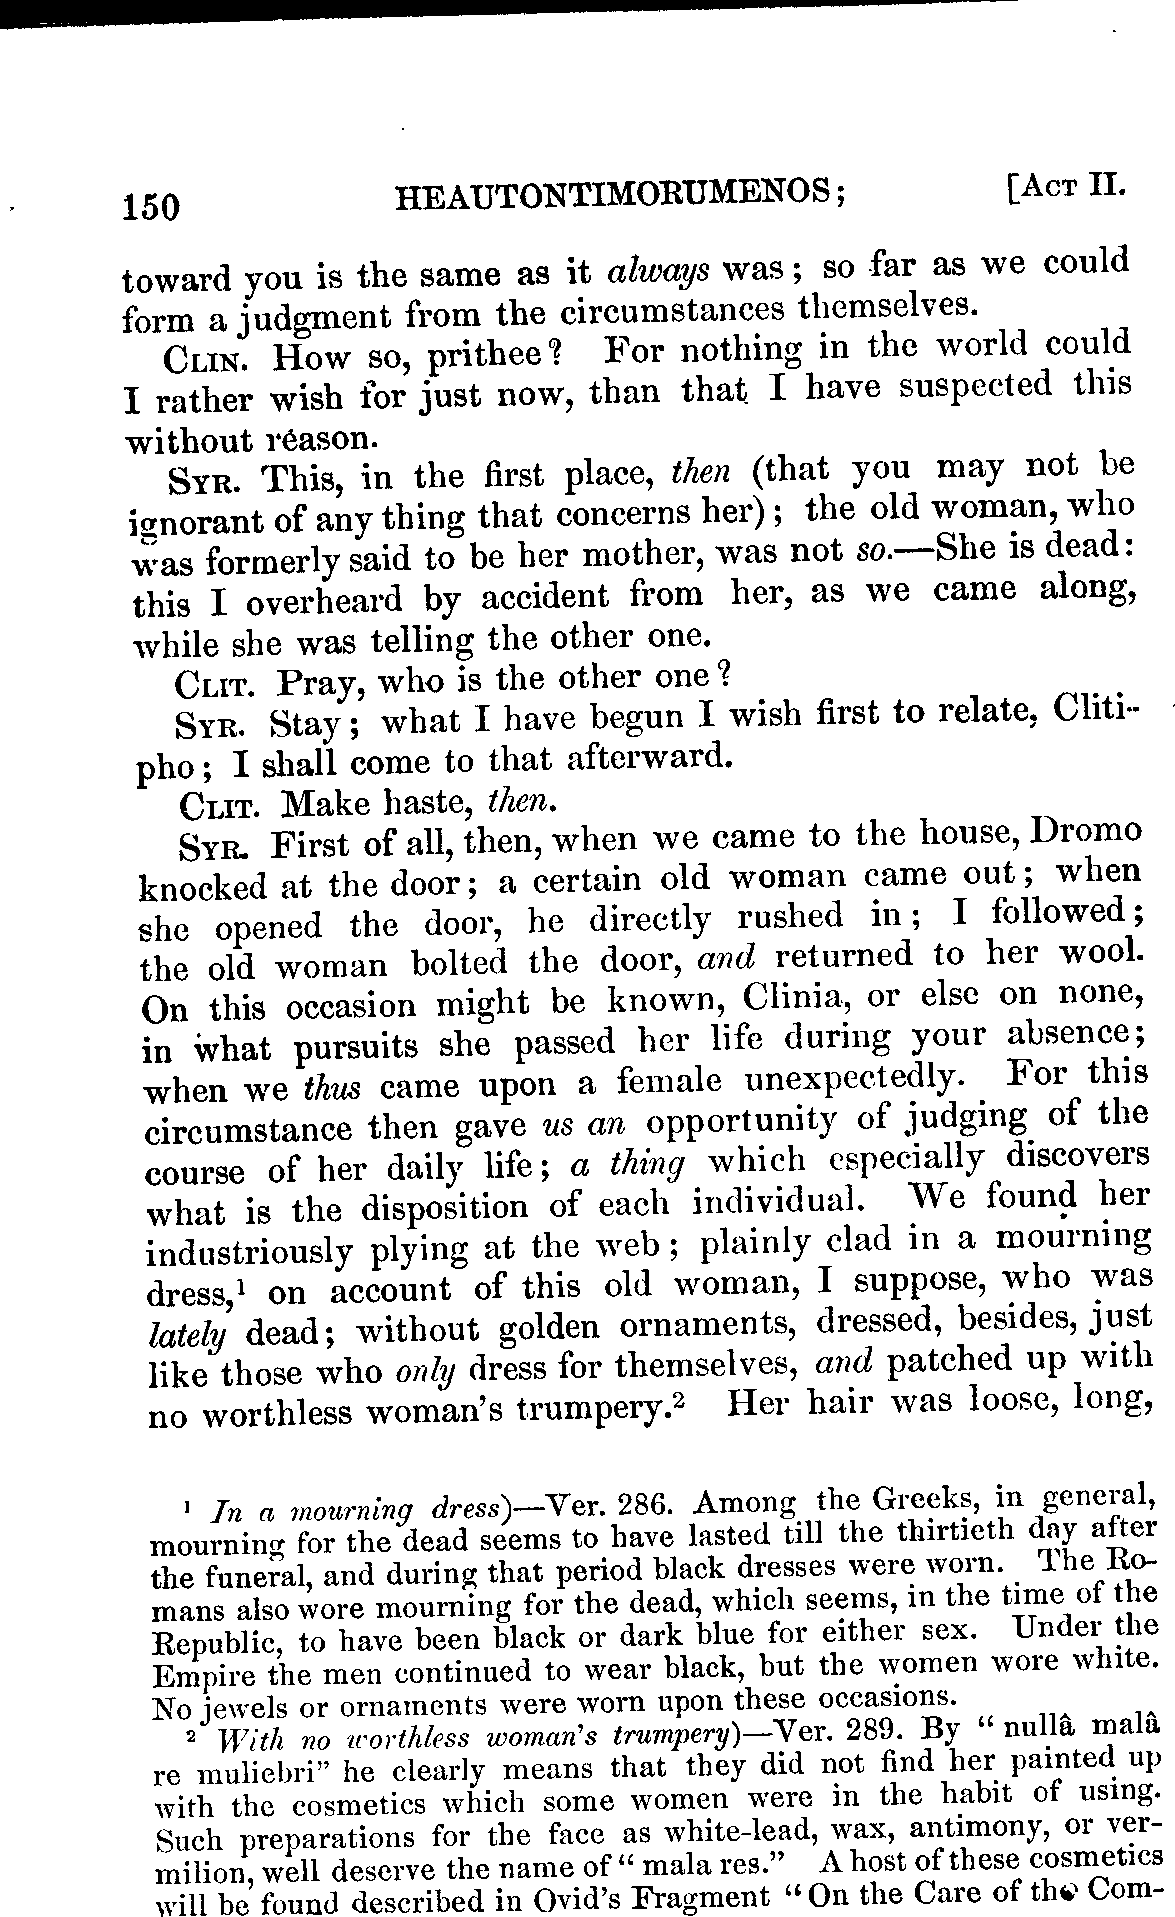 150 HEAUTONTIMORUMENOS; [ACT II.
toward you is the same as it always was; so far as we could
form a judgment from the circumstances themselves.
CLIN. How so, prithee? For nothing in the world could
I rather wish for just now, than that I have suspected this
without reason.
SYR. This, in the first place, then (that you may not be
ignorant of any thing that concerns her); the old woman, who
was formerly said to be her mother, was not so.—She is dead:
this I overheard by accident from her, as we came along,
while she was telling the other one.
CLIT. Pray, who is the other one?
SYR. Stay; what I have begun I wish first to relate, Cliti-
pho; I shall come to that afterward.
CLIT. Make haste, then.
SYR. First of all, then, when we came to the house, Dromo
knocked at the door; a certain old woman came out; when
she opened the door, he directly rushed in; I followed;
the old woman bolted the door, and returned to her wool.
On this occasion might be known, Clinia, or else on none,
in what pursuits she passed her life during your absence;
when we thus came upon a female unexpectedly. For this
circumstance then gave us an opportunity of judging of the
course of her daily life; a thing which especially discovers
what is the disposition of each individual. We found her
industriously plying at the web; plainly clad in a mourning
dress,¹ on account of this old woman, I suppose, who was
lately dead; without golden ornaments, dressed, besides, just
like those who only dress for themselves, and patched up with
no worthless woman's trumpery.² Her hair was loose, long,
¹ In a mourning dress)—Ver. 286. Among the Greeks, in general,
mourning for the dead seems to have lasted till the thirtieth day after
the funeral, and during that period black dresses were worn. The Ro-
mans also wore mourning for the dead, which seems, in the time of the
Republic, to have been black or dark blue for either sex. Under the
Empire the men continued to wear black, but the women wore white.
No jewels or ornaments were worn upon these occasions.
² With no worthless woman's trumpery)—Ver. 289. By "nullâ malâ
re muliebri" he clearly means that they did not find her painted up
with the cosmetics which some women were in the habit of using.
Such preparations for the face as white-lead, wax, antimony, or ver-
milion, well deserve the name of "mala res." A host of these cosmetics
will be found described in Ovid's Fragment "On the Care of the Com-